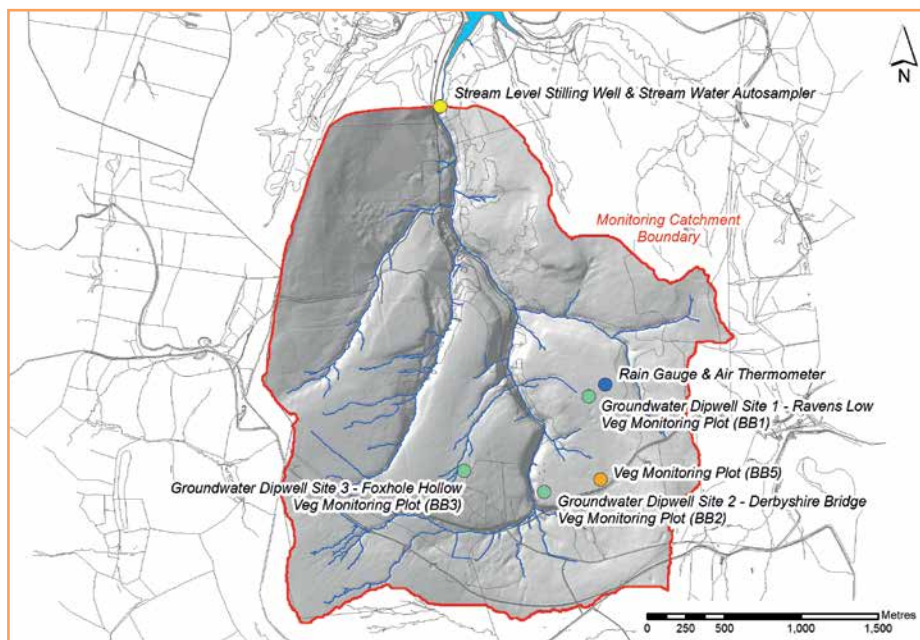 N
Stream Level Stilling Well & Stream Water Autosampler
Monitoring Catchment
Boundary
Rain Gauge & Air Thermometer
Groundwater Dipwell Site 1 - Ravens Low
Veg Monitoring Plot (BB1)
Veg Monitoring Plot (BB5)
Groundwater Dipwell Site 3 - Foxhole Hollow
Veg Monitoring Plot (BB3)
Groundwater Dipwell Site 2 - Derbyshire Bridge
Veg Monitoring Plot (BB2)
Metres
0 250 500 1,000 1,500